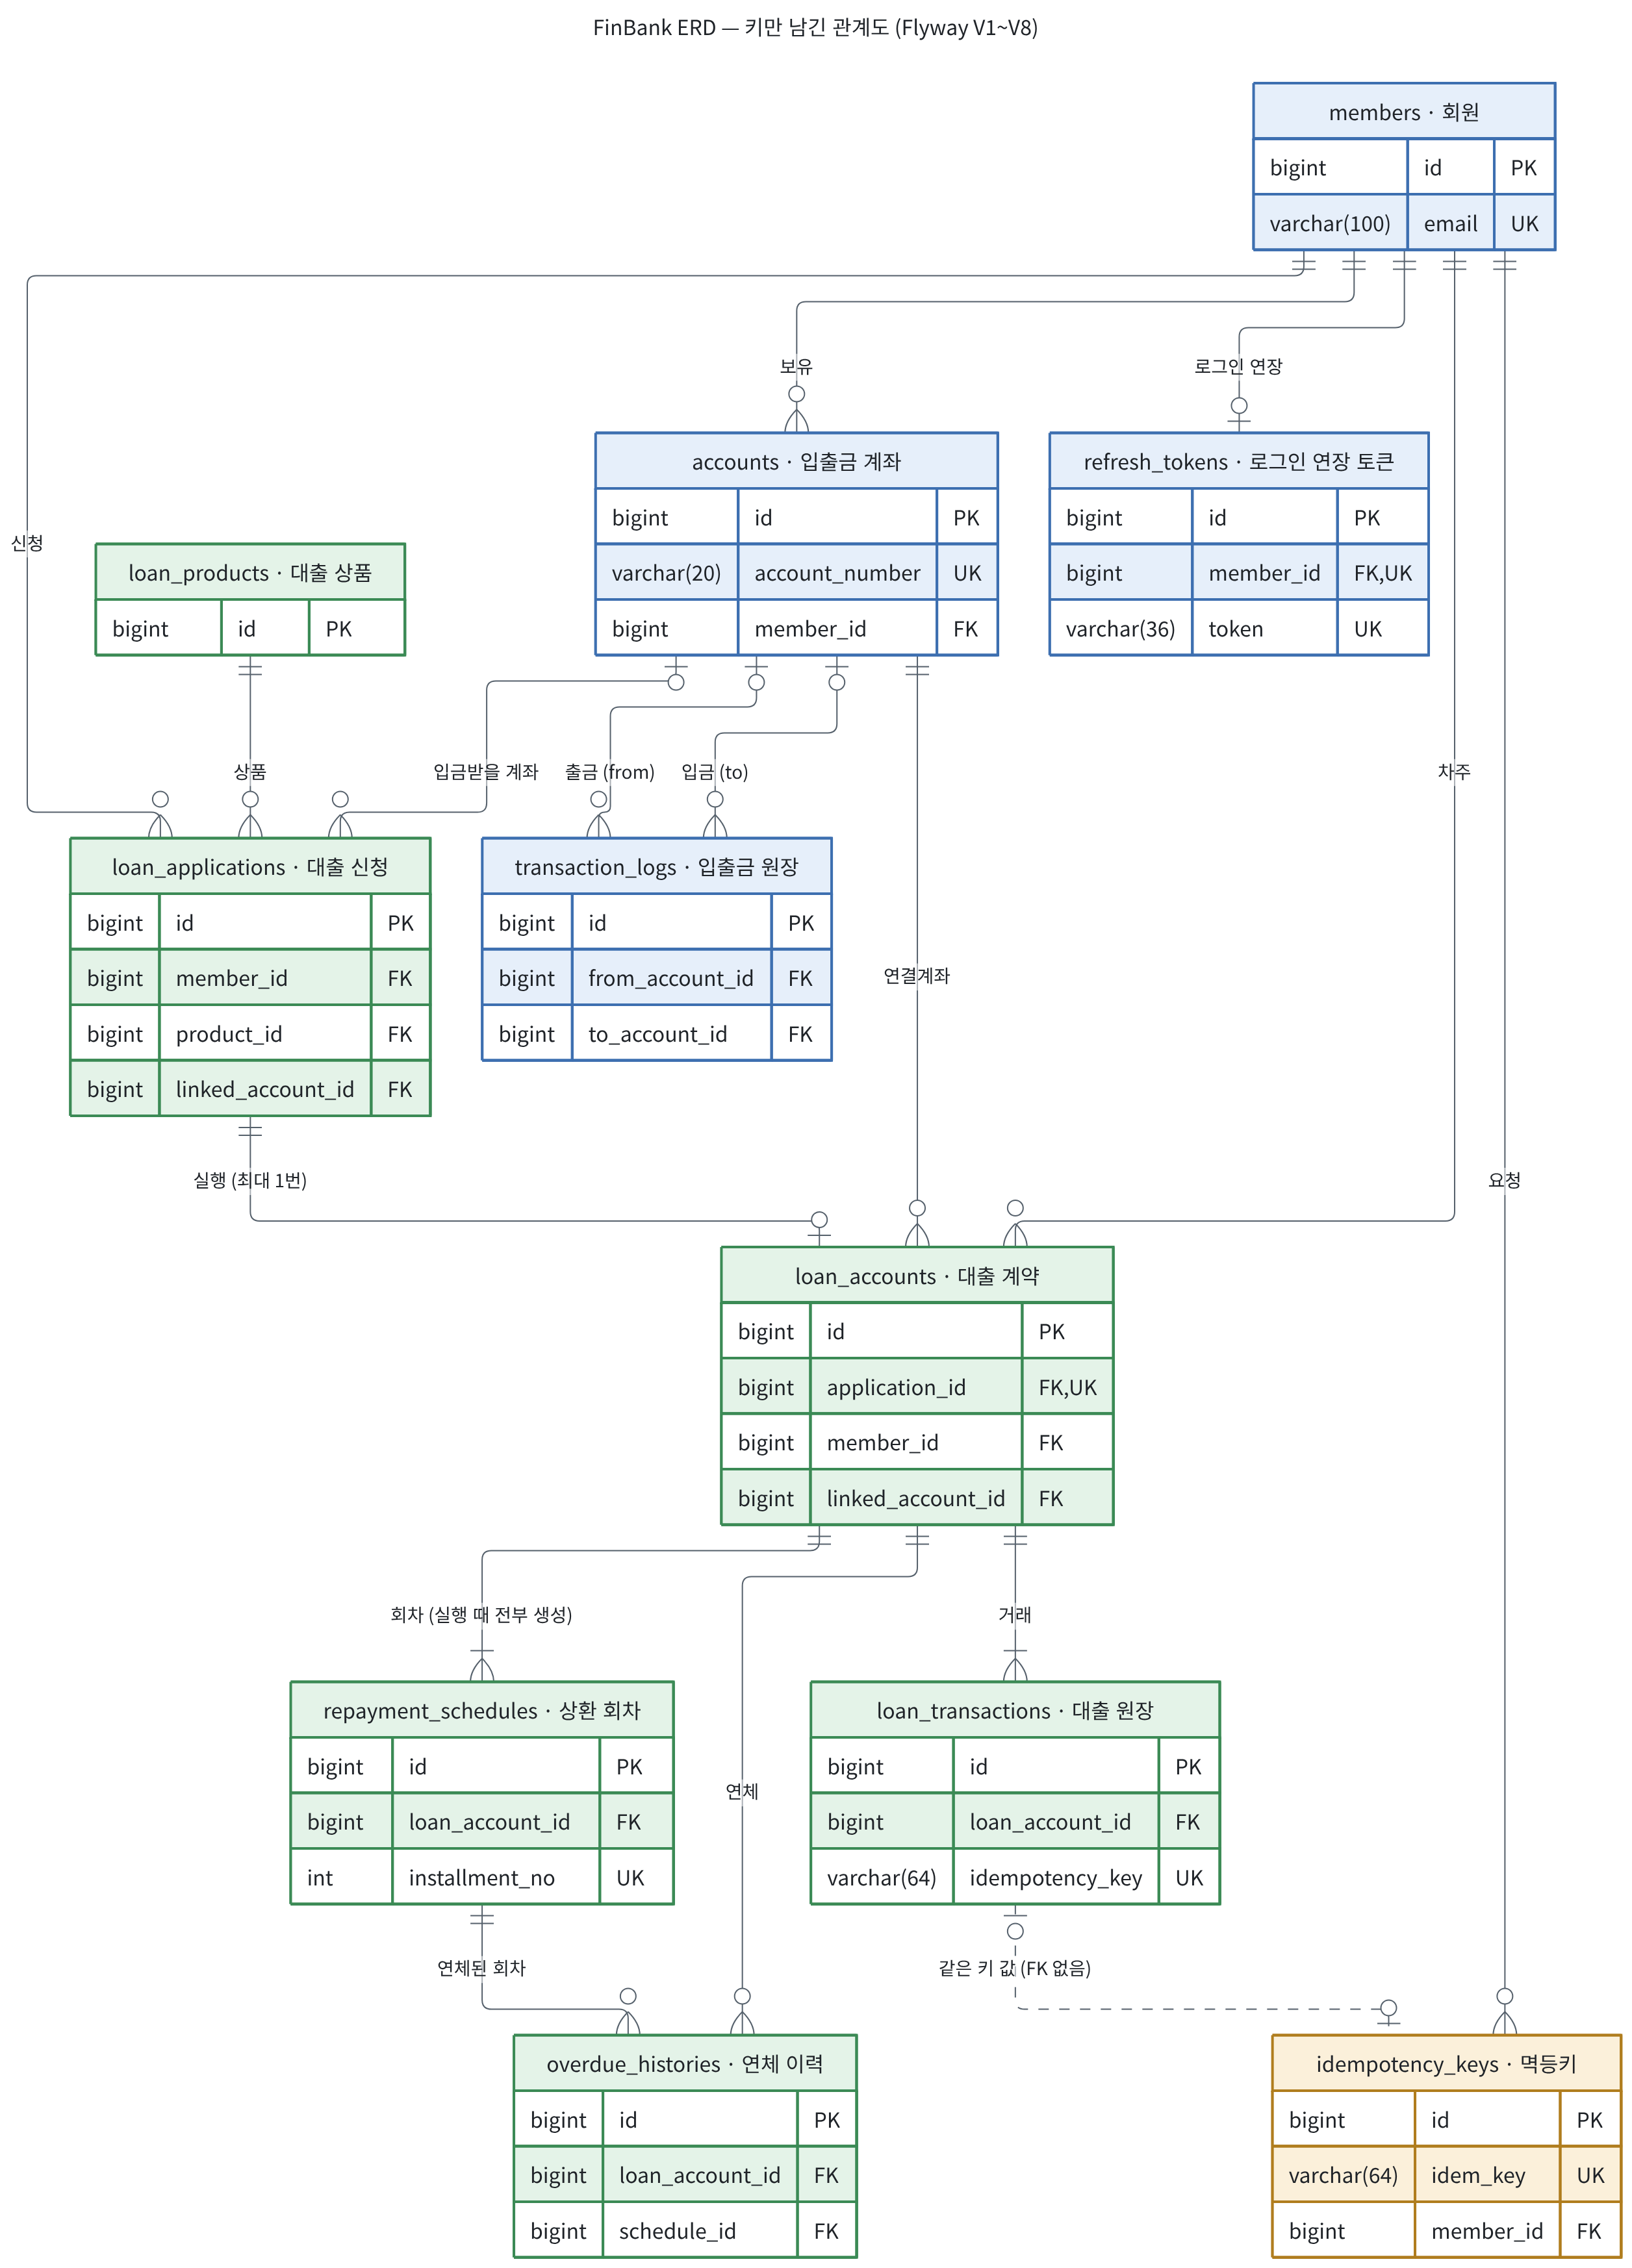 FinBank ERD — 키만 남긴 관계도 (Flyway V1~V8)
members · 회원
bigint id PK
varchar(100) email UK
보유
로그인 연장
accounts · 입출금 계좌
bigint id PK
varchar(20) account_number UK
bigint member_id FK
refresh_tokens · 로그인 연장 토큰
bigint id PK
bigint member_id FK,UK
varchar(36) token UK
신청
loan_products · 대출 상품
bigint id PK
상품
입금받을 계좌
출금 (from)
입금 (to)
차주
loan_applications · 대출 신청
bigint id PK
bigint member_id FK
bigint product_id FK
bigint linked_account_id FK
transaction_logs · 입출금 원장
bigint id PK
bigint from_account_id FK
bigint to_account_id FK
연결계좌
실행 (최대 1번)
요청
loan_accounts · 대출 계약
bigint id PK
bigint application_id FK,UK
bigint member_id FK
bigint linked_account_id FK
회차 (실행 때 전부 생성)
거래
repayment_schedules · 상환 회차
bigint id PK
bigint loan_account_id FK
int installment_no UK
연체
loan_transactions · 대출 원장
bigint id PK
bigint loan_account_id FK
varchar(64) idempotency_key UK
연체된 회차
같은 키 값 (FK 없음)
overdue_histories · 연체 이력
bigint id PK
bigint loan_account_id FK
bigint schedule_id FK
idempotency_keys · 멱등키
bigint id PK
varchar(64) idem_key UK
bigint member_id FK